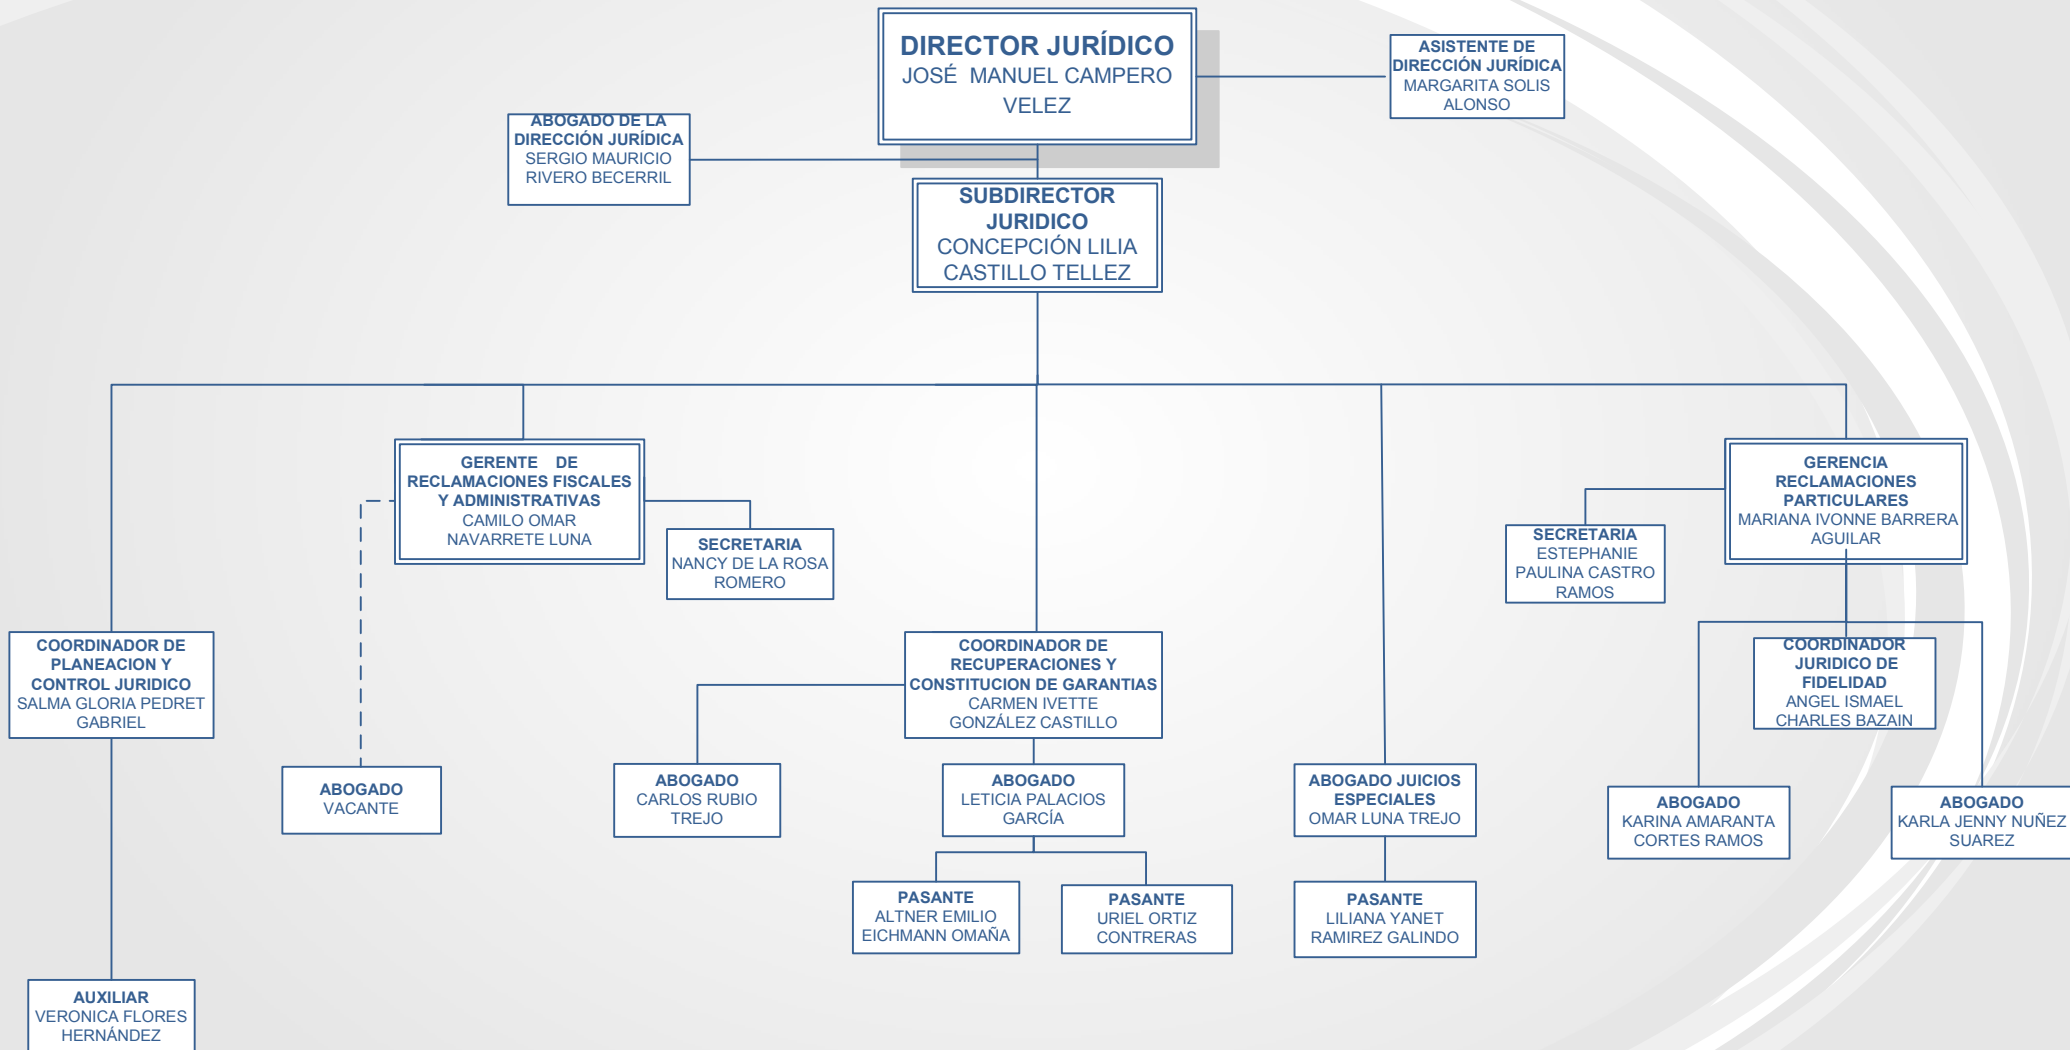 DIRECTOR JURÍDICO
JOSÉ MANUEL CAMPERO
VELEZ
ASISTENTE DE
DIRECCIÓN JURÍDICA
MARGARITA SOLIS
ALONSO
ABOGADO DE LA
DIRECCIÓN JURÍDICA
SERGIO MAURICIO
RIVERO BECERRIL
SUBDIRECTOR
JURIDICO
CONCEPCIÓN LILIA
CASTILLO TELLEZ
GERENTE DE
RECLAMACIONES FISCALES
Y ADMINISTRATIVAS
CAMILO OMAR
NAVARRETE LUNA
SECRETARIA
NANCY DE LA ROSA
ROMERO
GERENCIA
RECLAMACIONES
PARTICULARES
MARIANA IVONNE BARRERA
AGUILAR
SECRETARIA
ESTEPHANIE
PAULINA CASTRO
RAMOS
COORDINADOR DE
PLANEACION Y
CONTROL JURIDICO
SALMA GLORIA PEDRET
GABRIEL
COORDINADOR DE
RECUPERACIONES Y
CONSTITUCION DE GARANTIAS
CARMEN IVETTE
GONZÁLEZ CASTILLO
COORDINADOR
JURIDICO DE
FIDELIDAD
ANGEL ISMAEL
CHARLES BAZAIN
ABOGADO
VACANTE
ABOGADO
CARLOS RUBIO
TREJO
ABOGADO
LETICIA PALACIOS
GARCÍA
ABOGADO JUICIOS
ESPECIALES
OMAR LUNA TREJO
ABOGADO
KARINA AMARANTA
CORTES RAMOS
ABOGADO
KARLA JENNY NUÑEZ
SUAREZ
PASANTE
ALTNER EMILIO
EICHMANN OMAÑA
PASANTE
URIEL ORTIZ
CONTRERAS
PASANTE
LILIANA YANET
RAMIREZ GALINDO
AUXILIAR
VERONICA FLORES
HERNÁNDEZ